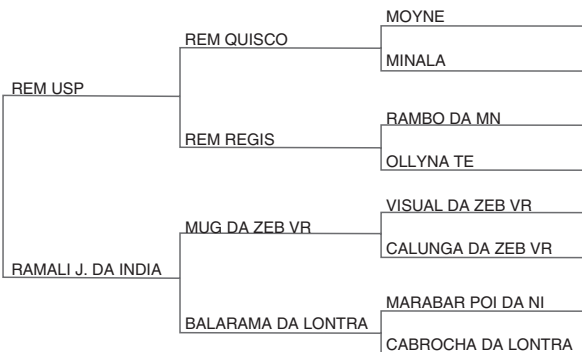 MOYNE
REM QUISCO
MINALA
REM USP
RAMBO DA MN
REM REGIS
OLLYNA TE
VISUAL DA ZEB VR
MUG DA ZEB VR
CALUNGA DA ZEB VR
RAMALI J. DA INDIA
MARABAR POI DA NI
BALARAMA DA LONTRA
CABROCHA DA LONTRA